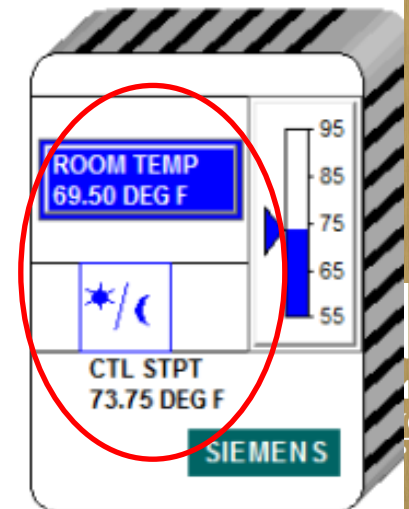 ROOM TEMP
69.50 DEG F
95
85
75
65
55
CTL STPT
73.75 DEG F
SIEMENS